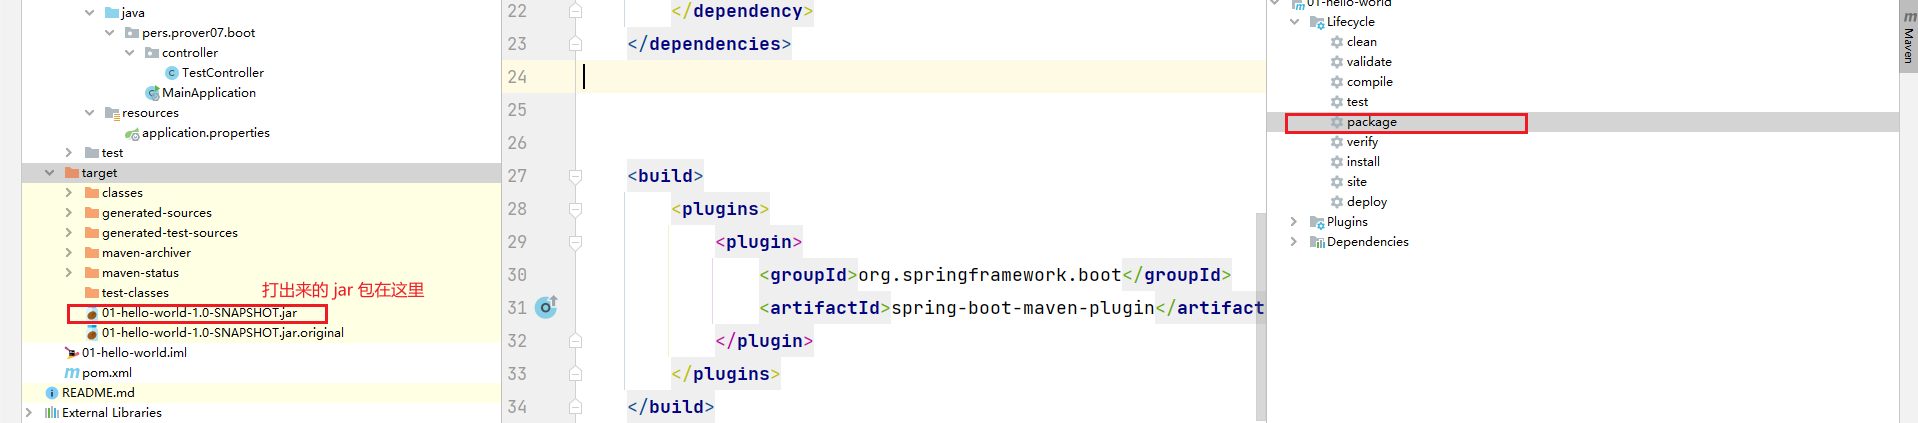 java
pers.prover07.boot
controller
TestController
MainApplication
resources
application.properties
test
target
classes
generated-sources
generated-test-sources
maven-archiver
maven-status
test-classes
打出来的 jar 包在这里
01-hello-world-1.0-SNAPSHOT.jar
01-hello-world-1.0-SNAPSHOT.jar.original
01-hello-world.iml
pom.xml
README.md
External Libraries
22 </dependency>
23 </dependencies>
24
25
26
27 <build>
28 <plugins>
29 <plugin>
30 <groupId>org.springframework.boot</groupId>
31 <artifactId>spring-boot-maven-plugin</artifact
32 </plugin>
33 </plugins>
34 </build>
01-hello-world
Lifecycle
clean
validate
compile
test
package
verify
install
site
deploy
Plugins
Dependencies
Maven